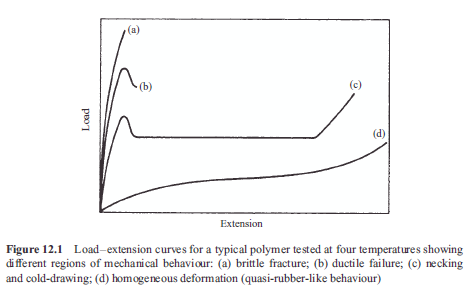 (a)
(b)
(c)
(d)
Load
Extension
Figure 12.1 Load–extension curves for a typical polymer tested at four temperatures showing
different regions of mechanical behaviour: (a) brittle fracture; (b) ductile failure; (c) necking
and cold-drawing; (d) homogeneous deformation (quasi-rubber-like behaviour)